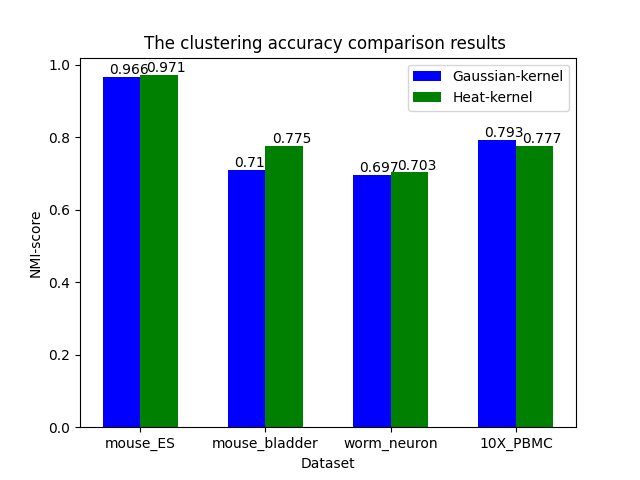 The clustering accuracy comparison results
Gaussian-kernel
Heat-kernel
0.966
0.971
0.71
0.775
0.697
0.703
0.793
0.777
1.0
0.8
0.6
0.4
0.2
0.0
NMI-score
mouse_ES
mouse_bladder
worm_neuron
10X_PBMC
Dataset